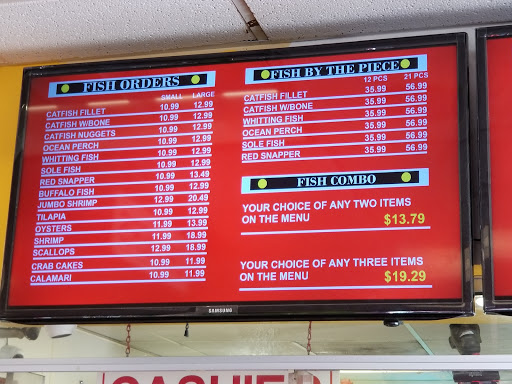 FISH ORDERS
SMALL LARGE
CATFISH FILLET 10.99 12.99
CATFISH W/BONE 10.99 12.99
CATFISH NUGGETS 10.99 12.99
OCEAN PERCH 10.99 12.99
WHITTING FISH 10.99 12.99
SOLE FISH 10.99 12.99
RED SNAPPER 10.99 13.49
BUFFALO FISH 10.99 12.99
JUMBO SHRIMP 12.99 20.49
TILAPIA 10.99 12.99
OYSTERS 11.99 13.99
SHRIMP 11.99 18.99
SCALLOPS 12.99 18.99
CRAB CAKES 10.99 11.99
CALAMARI 10.99 11.99
FISH BY THE PIECE
12 PCS 21 PCS
CATFISH FILLET 35.99 56.99
CATFISH W/BONE 35.99 56.99
WHITTING FISH 35.99 56.99
OCEAN PERCH 35.99 56.99
SOLE FISH 35.99 56.99
RED SNAPPER 35.99 56.99
FISH COMBO
YOUR CHOICE OF ANY TWO ITEMS
ON THE MENU $13.79
YOUR CHOICE OF ANY THREE ITEMS
ON THE MENU $19.29
SAMSUNG